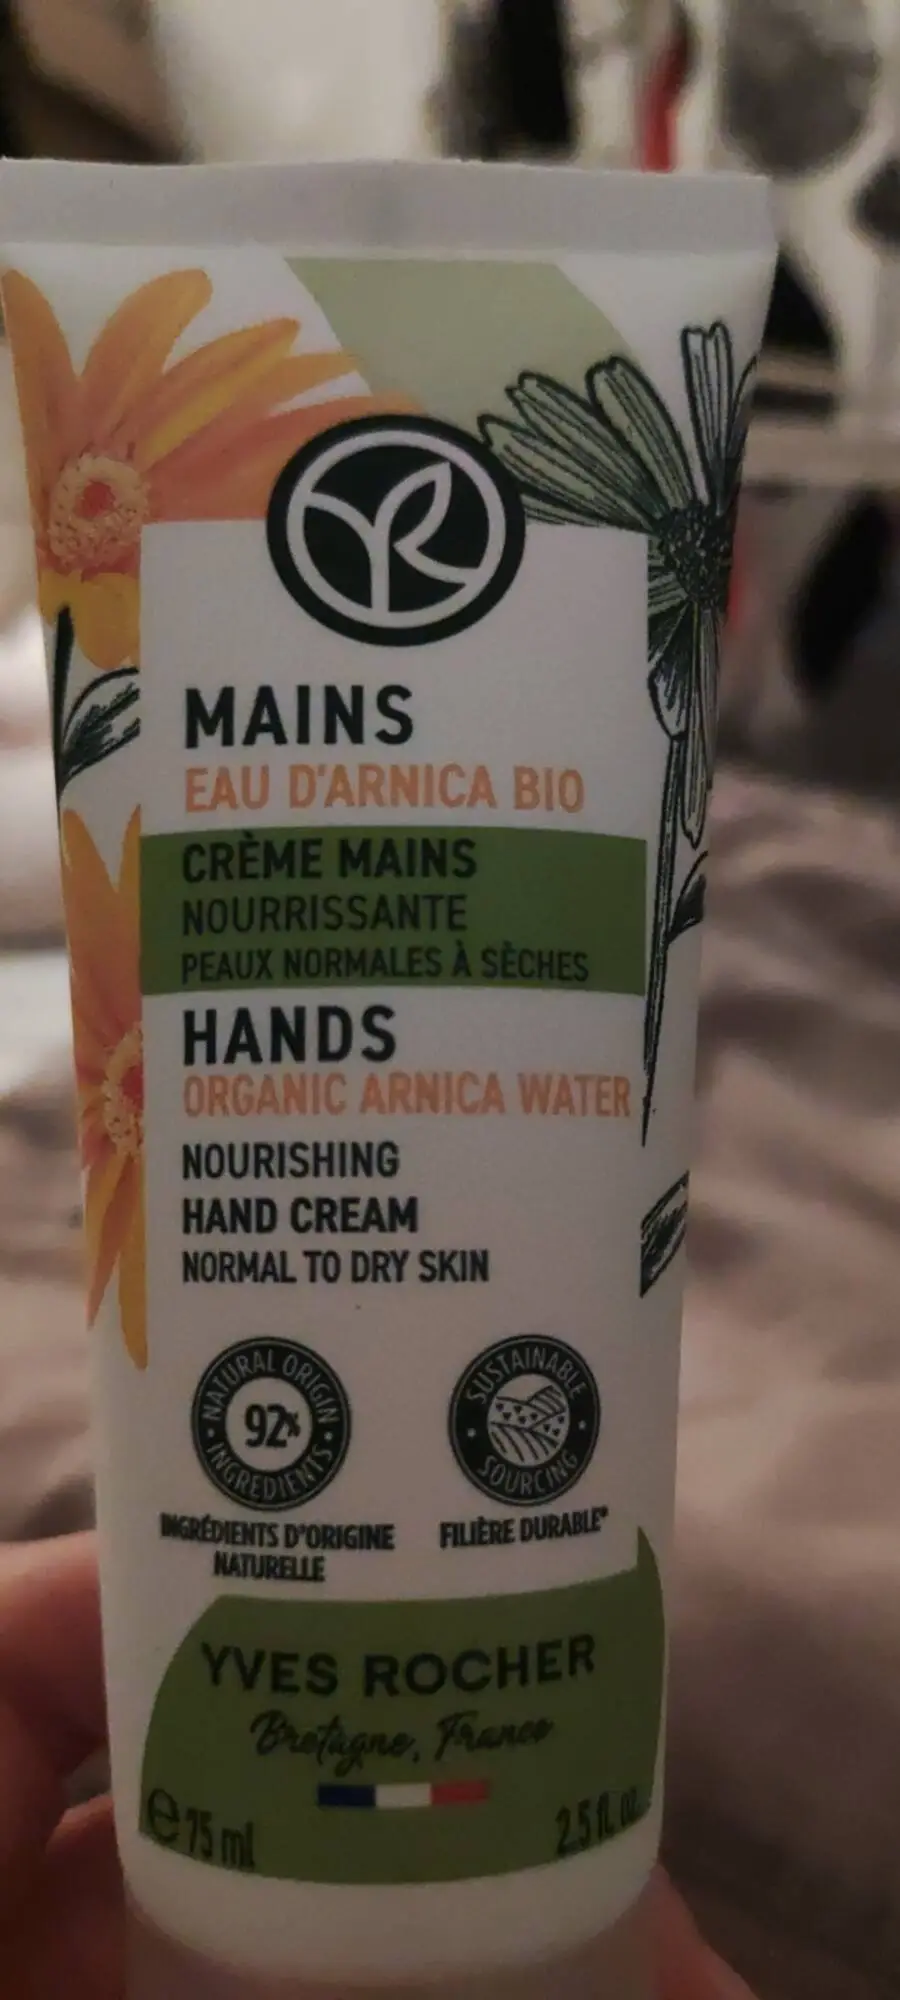 MAINS
EAU D'ARNICA BIO
CRÈME MAINS
NOURRISSANTE
PEAUX NORMALES À SÈCHES
HANDS
ORGANIC ARNICA WATER
NOURISHING
HAND CREAM
NORMAL TO DRY SKIN
NATURAL ORIGIN
92%
INGREDIENTS
INGRÉDIENTS D'ORIGINE
NATURELLE
SUSTAINABLE
SOURCING
FILIÈRE DURABLE*
YVES ROCHER
Bretagne, France
e 75 ml
2.5 fl. oz.